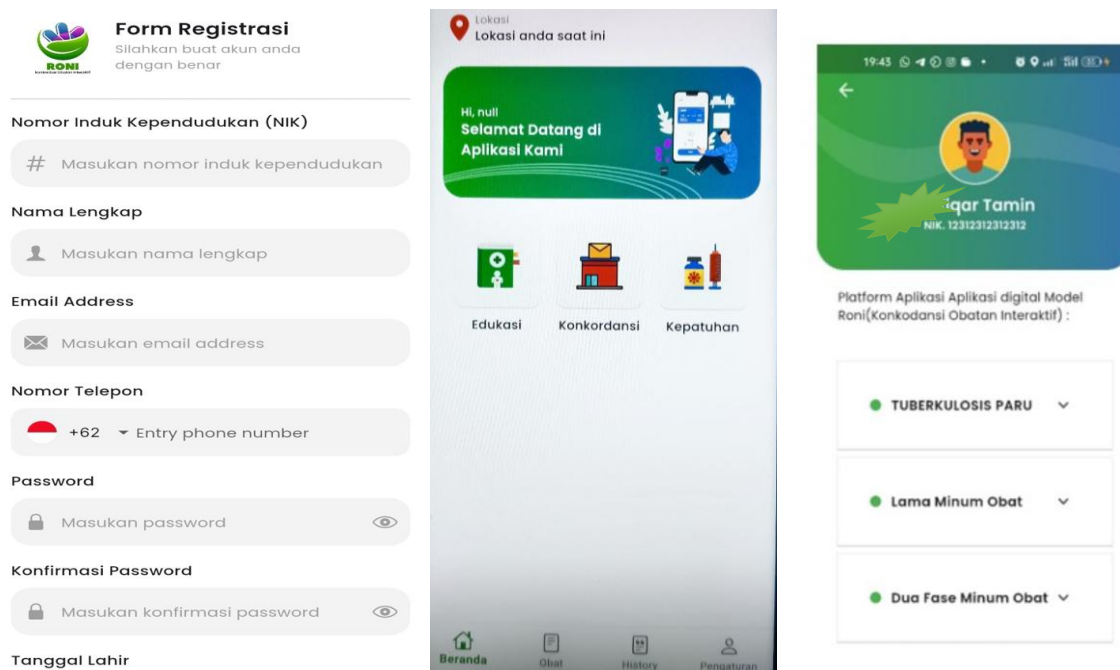 Form Registrasi
Silahkan buat akun anda
dengan benar
RONI
Nomor Induk Kependudukan (NIK)
# Masukan nomor induk kependudukan
Nama Lengkap
Masukan nama lengkap
Email Address
Masukan email address
Nomor Telepon
+62 Entry phone number
Password
Masukan password
Konfirmasi Password
Masukan konfirmasi password
Tanggal Lahir
Lokasi
Lokasi anda saat ini
Hi, null
Selamat Datang di
Aplikasi Kami
Edukasi Konkordansi Kepatuhan
Beranda Obat History Pengaturan
19:43
iqar Tamin
NIK. 12312312312312
Platform Aplikasi Aplikasi digital Model
Roni(Konkodansi Obatan Interaktif) :
TUBERKULOSIS PARU
Lama Minum Obat
Dua Fase Minum Obat